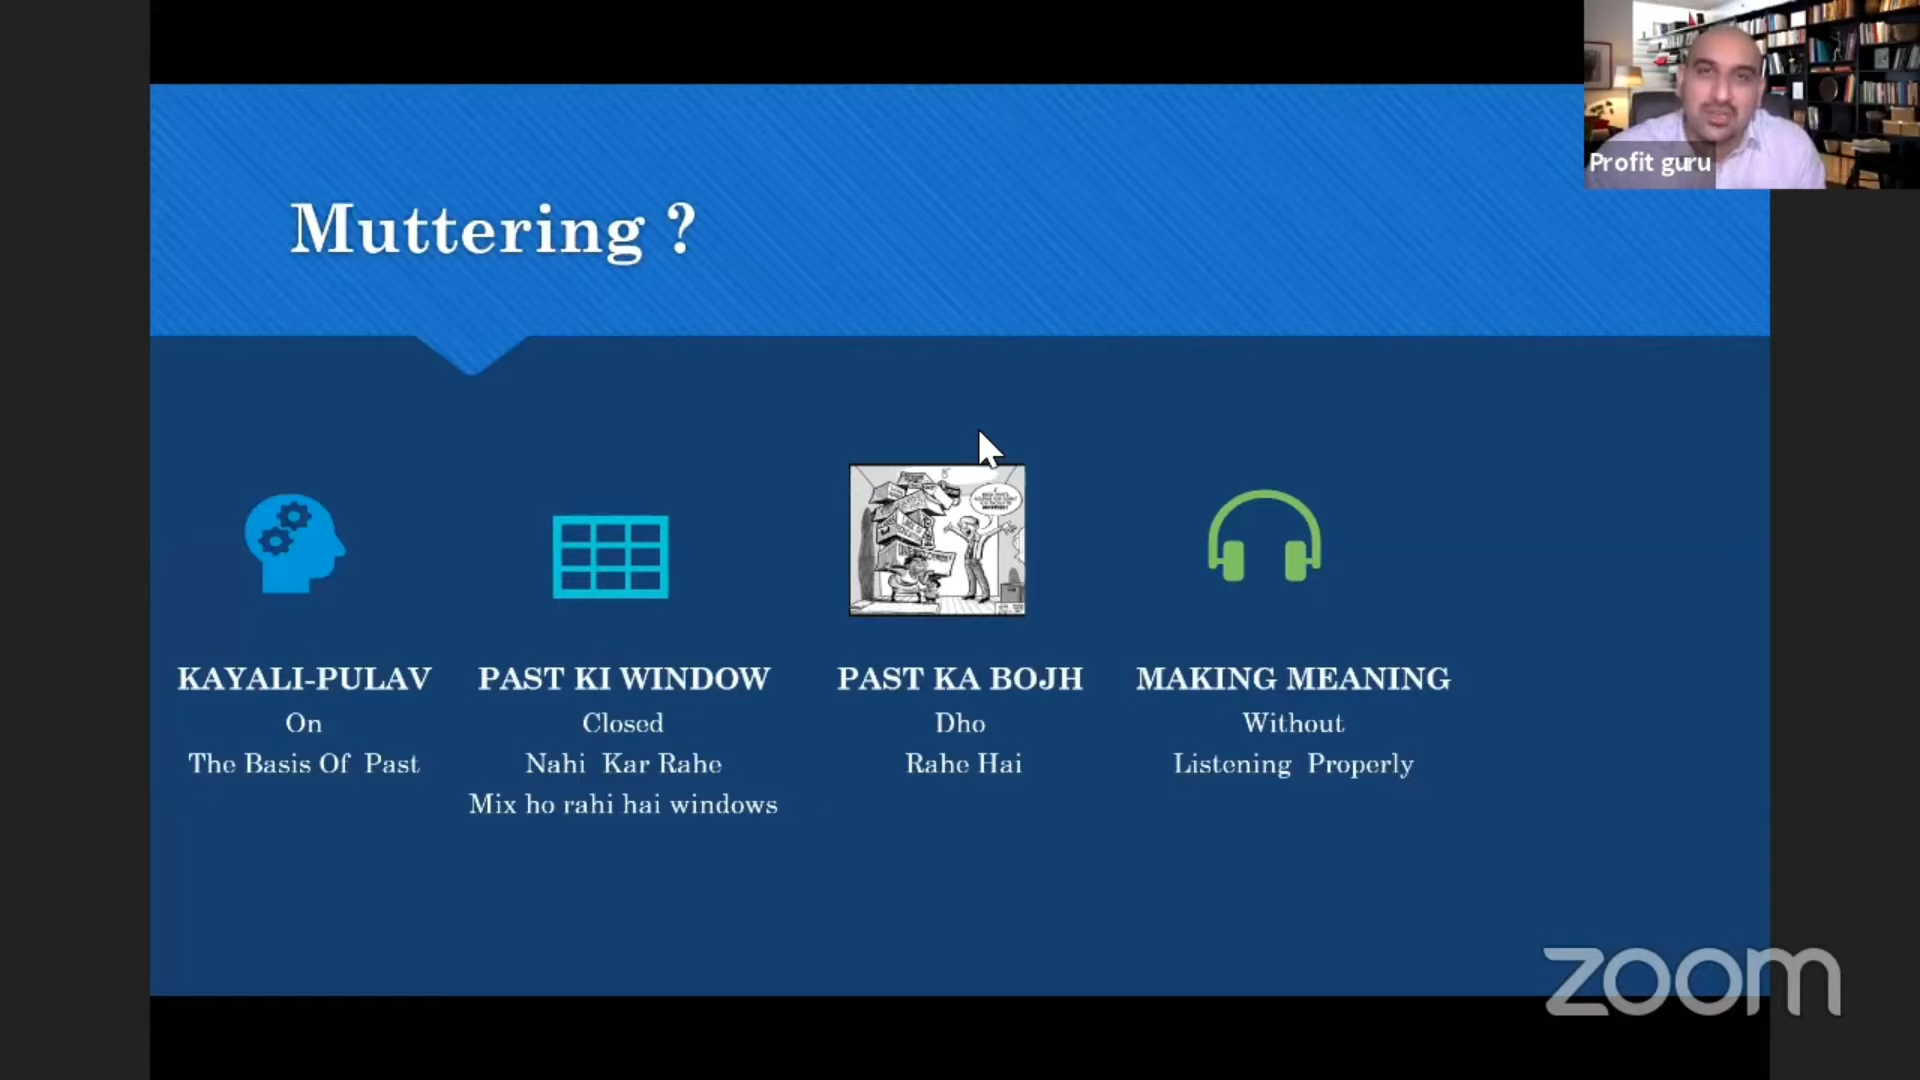 Profit guru
Muttering ?
KAYALI-PULAV
On
The Basis Of Past
PAST KI WINDOW
Closed
Nahi Kar Rahe
Mix ho rahi hai windows
PAST KA BOJH
Dho
Rahe Hai
MAKING MEANING
Without
Listening Properly
zoom